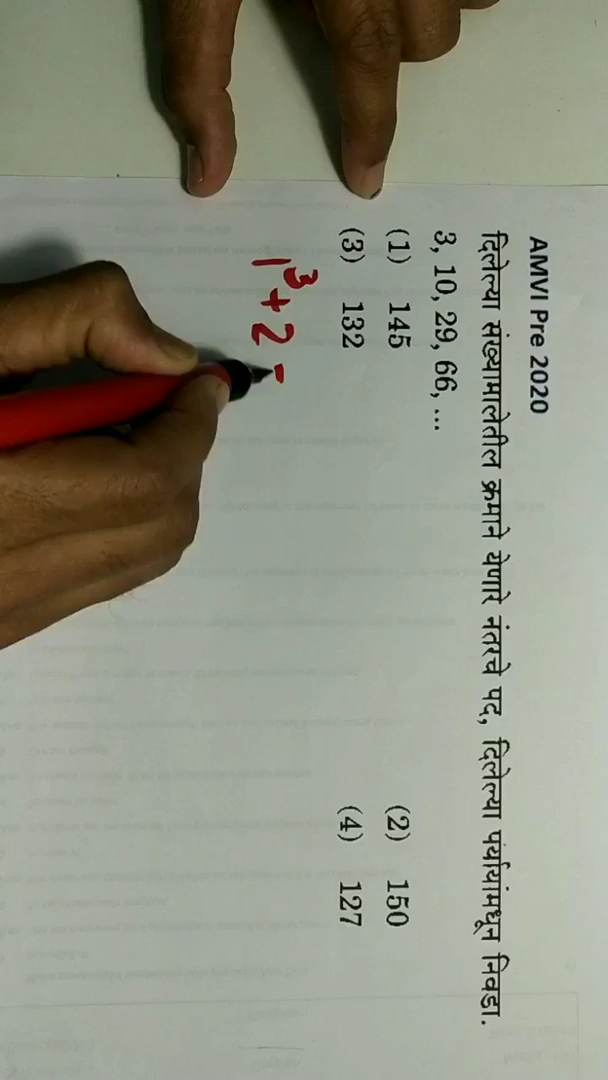 AMVI Pre 2020
दिलेल्या संख्यामालेतील क्रमाने येणारे नंतरचे पद, दिलेल्या पर्यायांमधून निवडा.
3, 10, 29, 66, ...
(1) 145 (2) 150
(3) 132 (4) 127
1³ + 2 -